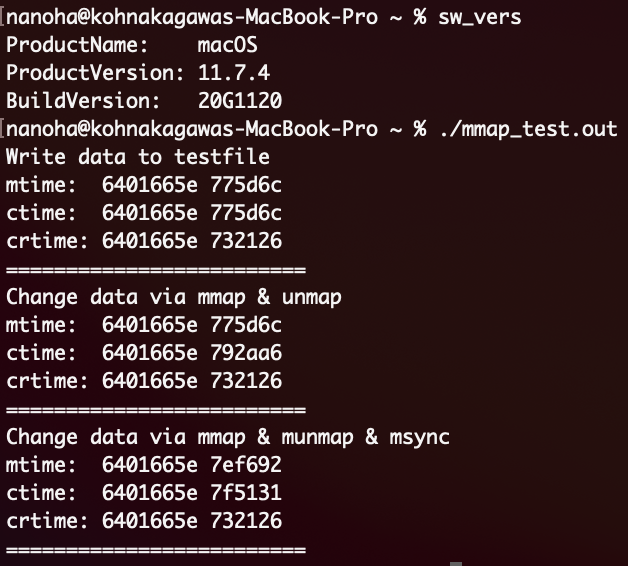 nanoha@kohnakagawas-MacBook-Pro ~ % sw_vers
ProductName:    macOS
ProductVersion: 11.7.4
BuildVersion:   20G1120
nanoha@kohnakagawas-MacBook-Pro ~ % ./mmap_test.out
Write data to testfile
mtime:  6401665e 775d6c
ctime:  6401665e 775d6c
crtime: 6401665e 732126
=========================
Change data via mmap & unmap
mtime:  6401665e 775d6c
ctime:  6401665e 792aa6
crtime: 6401665e 732126
=========================
Change data via mmap & munmap & msync
mtime:  6401665e 7ef692
ctime:  6401665e 7f5131
crtime: 6401665e 732126
=========================